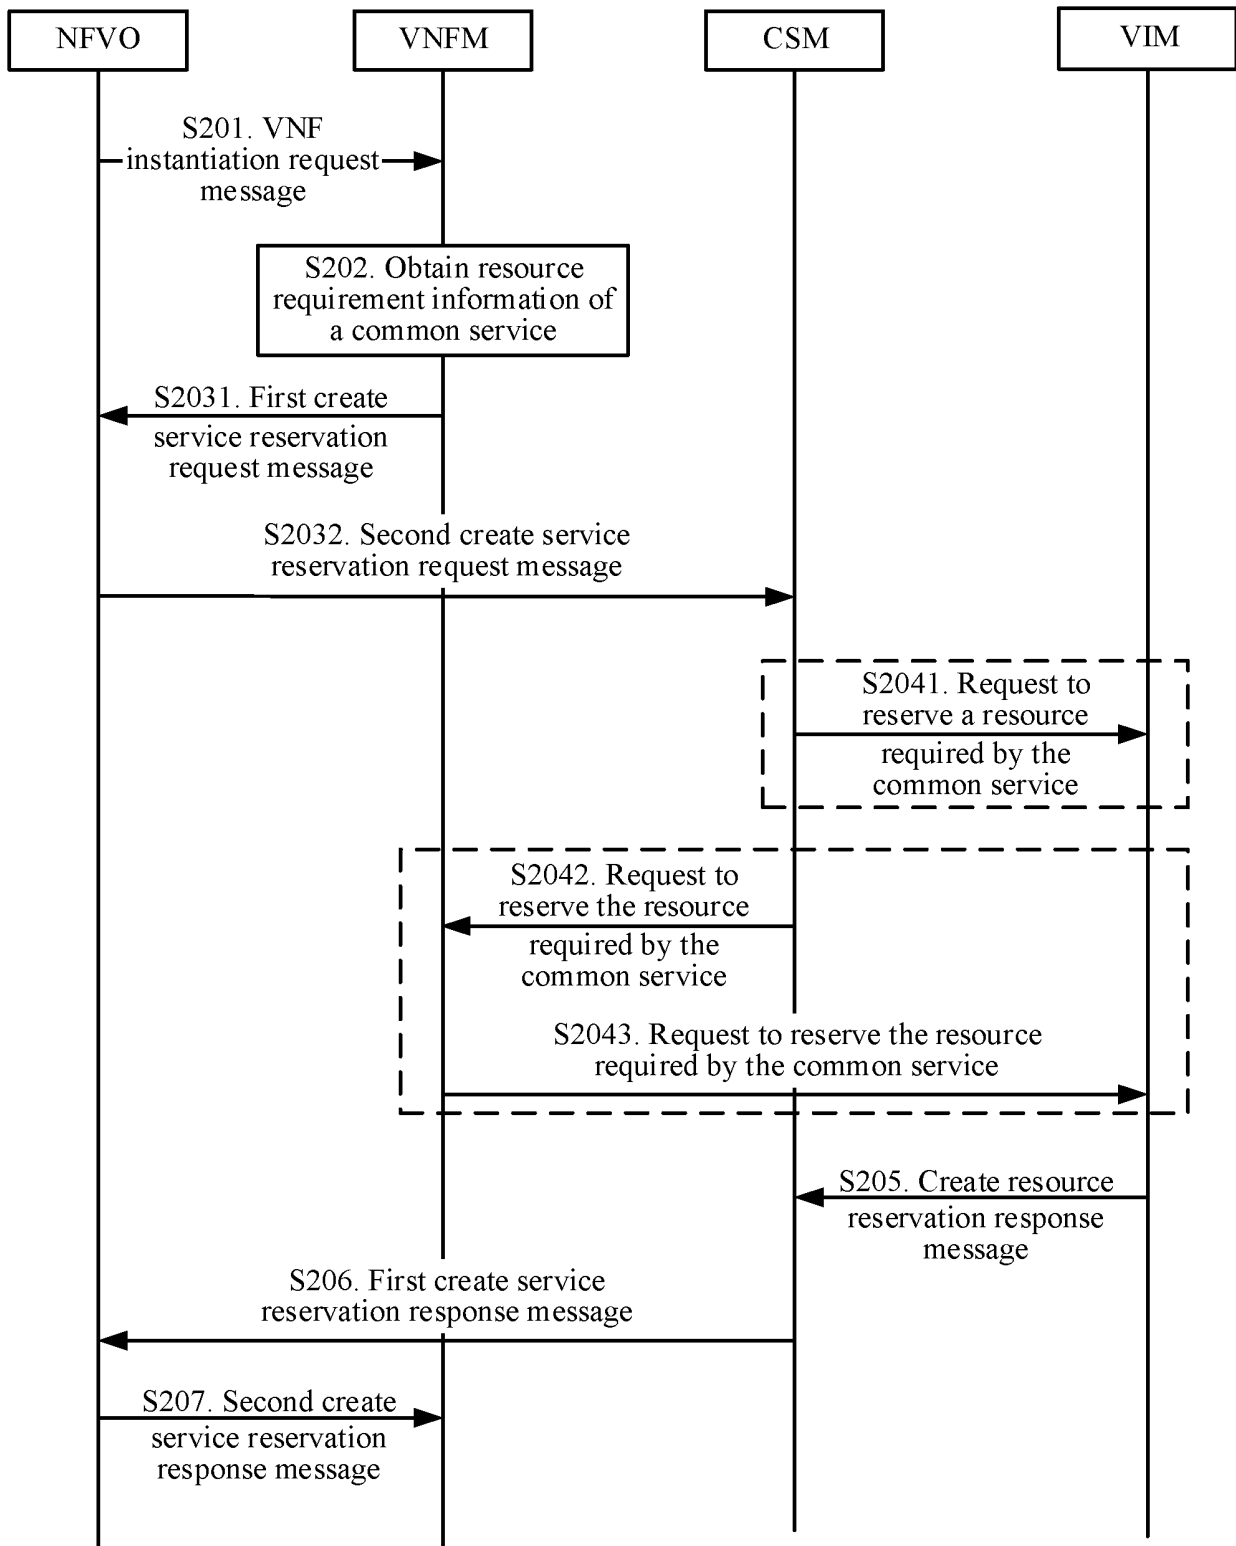 NFVO
VNFM
CSM
VIM
S201. VNF
instantiation request
message
S202. Obtain resource
requirement information of
a common service
S2031. First create
service reservation
request message
S2032. Second create service
reservation request message
S2041. Request to
reserve a resource
required by the
common service
S2042. Request to
reserve the resource
required by the
common service
S2043. Request to reserve the resource
required by the common service
S205. Create resource
reservation response
message
S206. First create service
reservation response message
S207. Second create
service reservation
response message